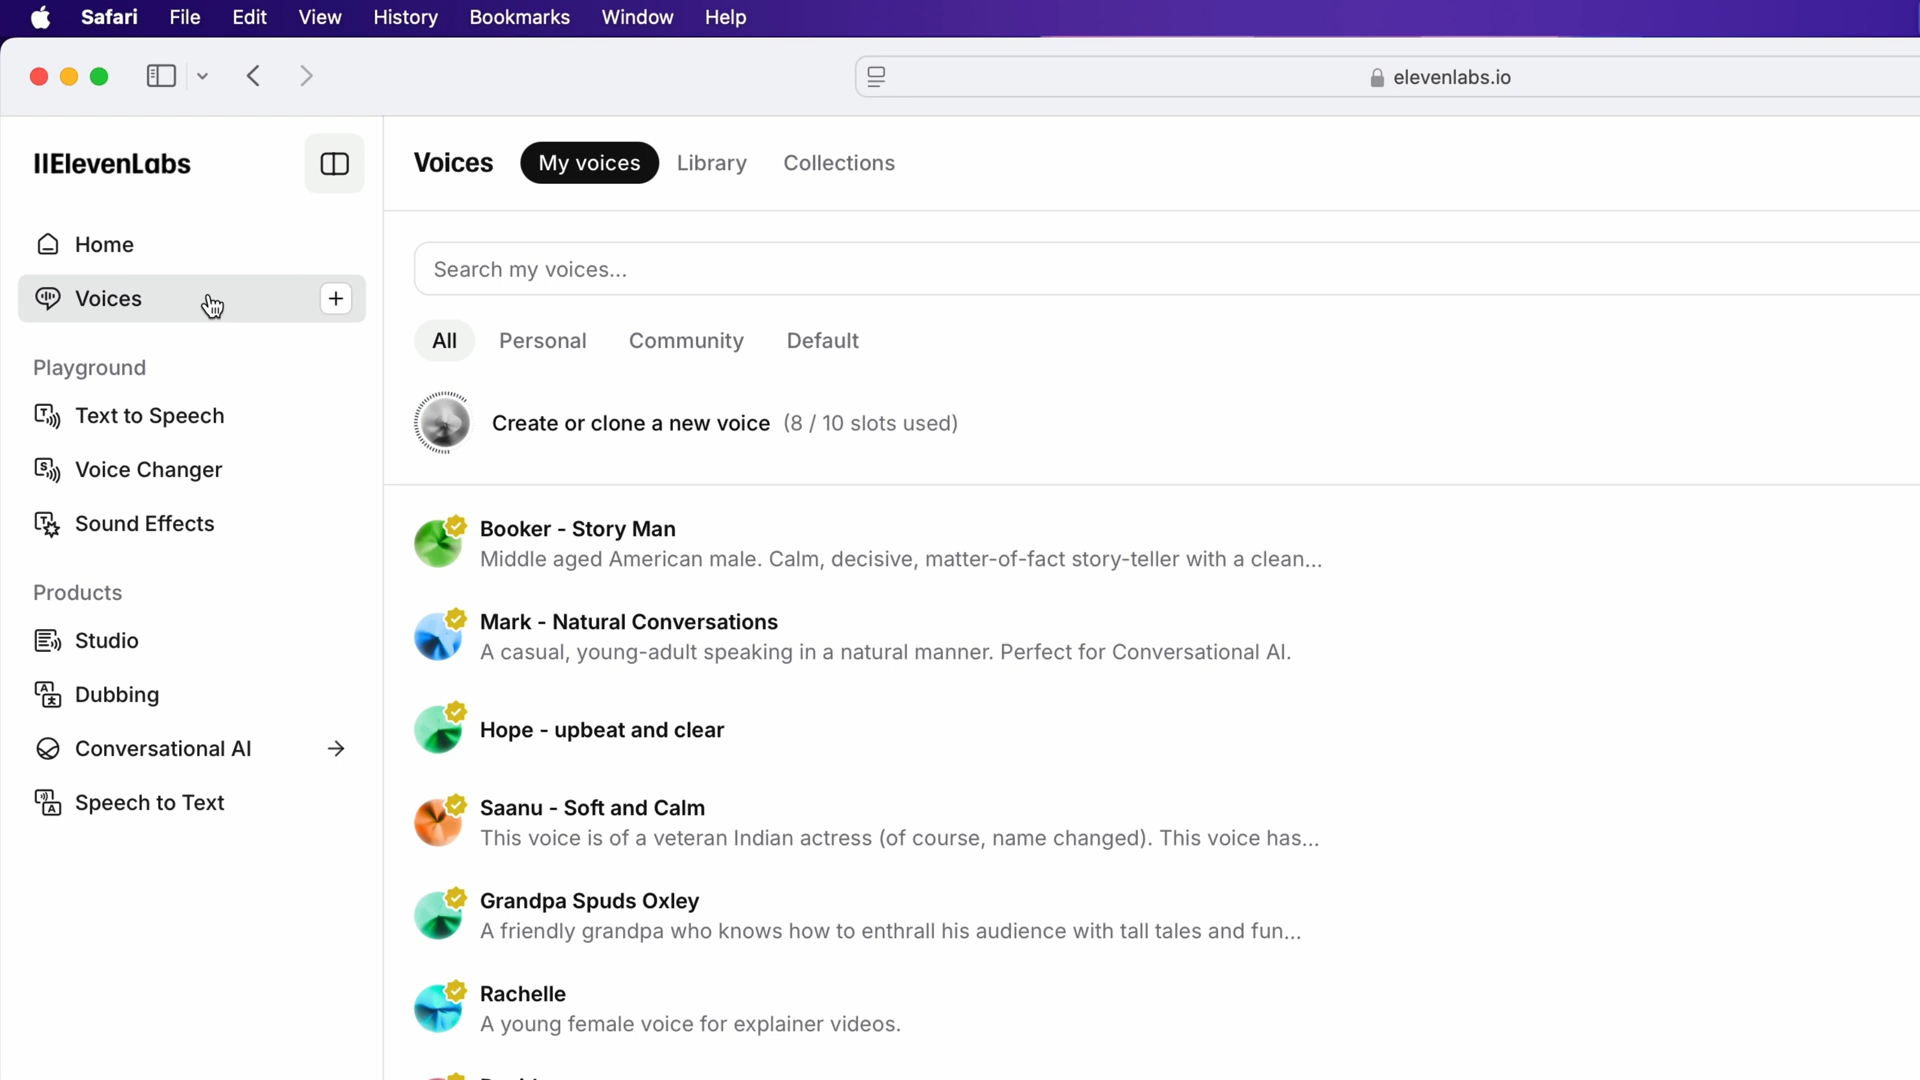 Safari File Edit View History Bookmarks Window Help
elevenlabs.io
IIElevenLabs
Home
Voices
Playground
Text to Speech
Voice Changer
Sound Effects
Products
Studio
Dubbing
Conversational AI
Speech to Text
Voices My voices Library Collections
Search my voices...
All Personal Community Default
Create or clone a new voice (8 / 10 slots used)
Booker - Story Man
Middle aged American male. Calm, decisive, matter-of-fact story-teller with a clean...
Mark - Natural Conversations
A casual, young-adult speaking in a natural manner. Perfect for Conversational AI.
Hope - upbeat and clear
Saanu - Soft and Calm
This voice is of a veteran Indian actress (of course, name changed). This voice has...
Grandpa Spuds Oxley
A friendly grandpa who knows how to enthrall his audience with tall tales and fun...
Rachelle
A young female voice for explainer videos.